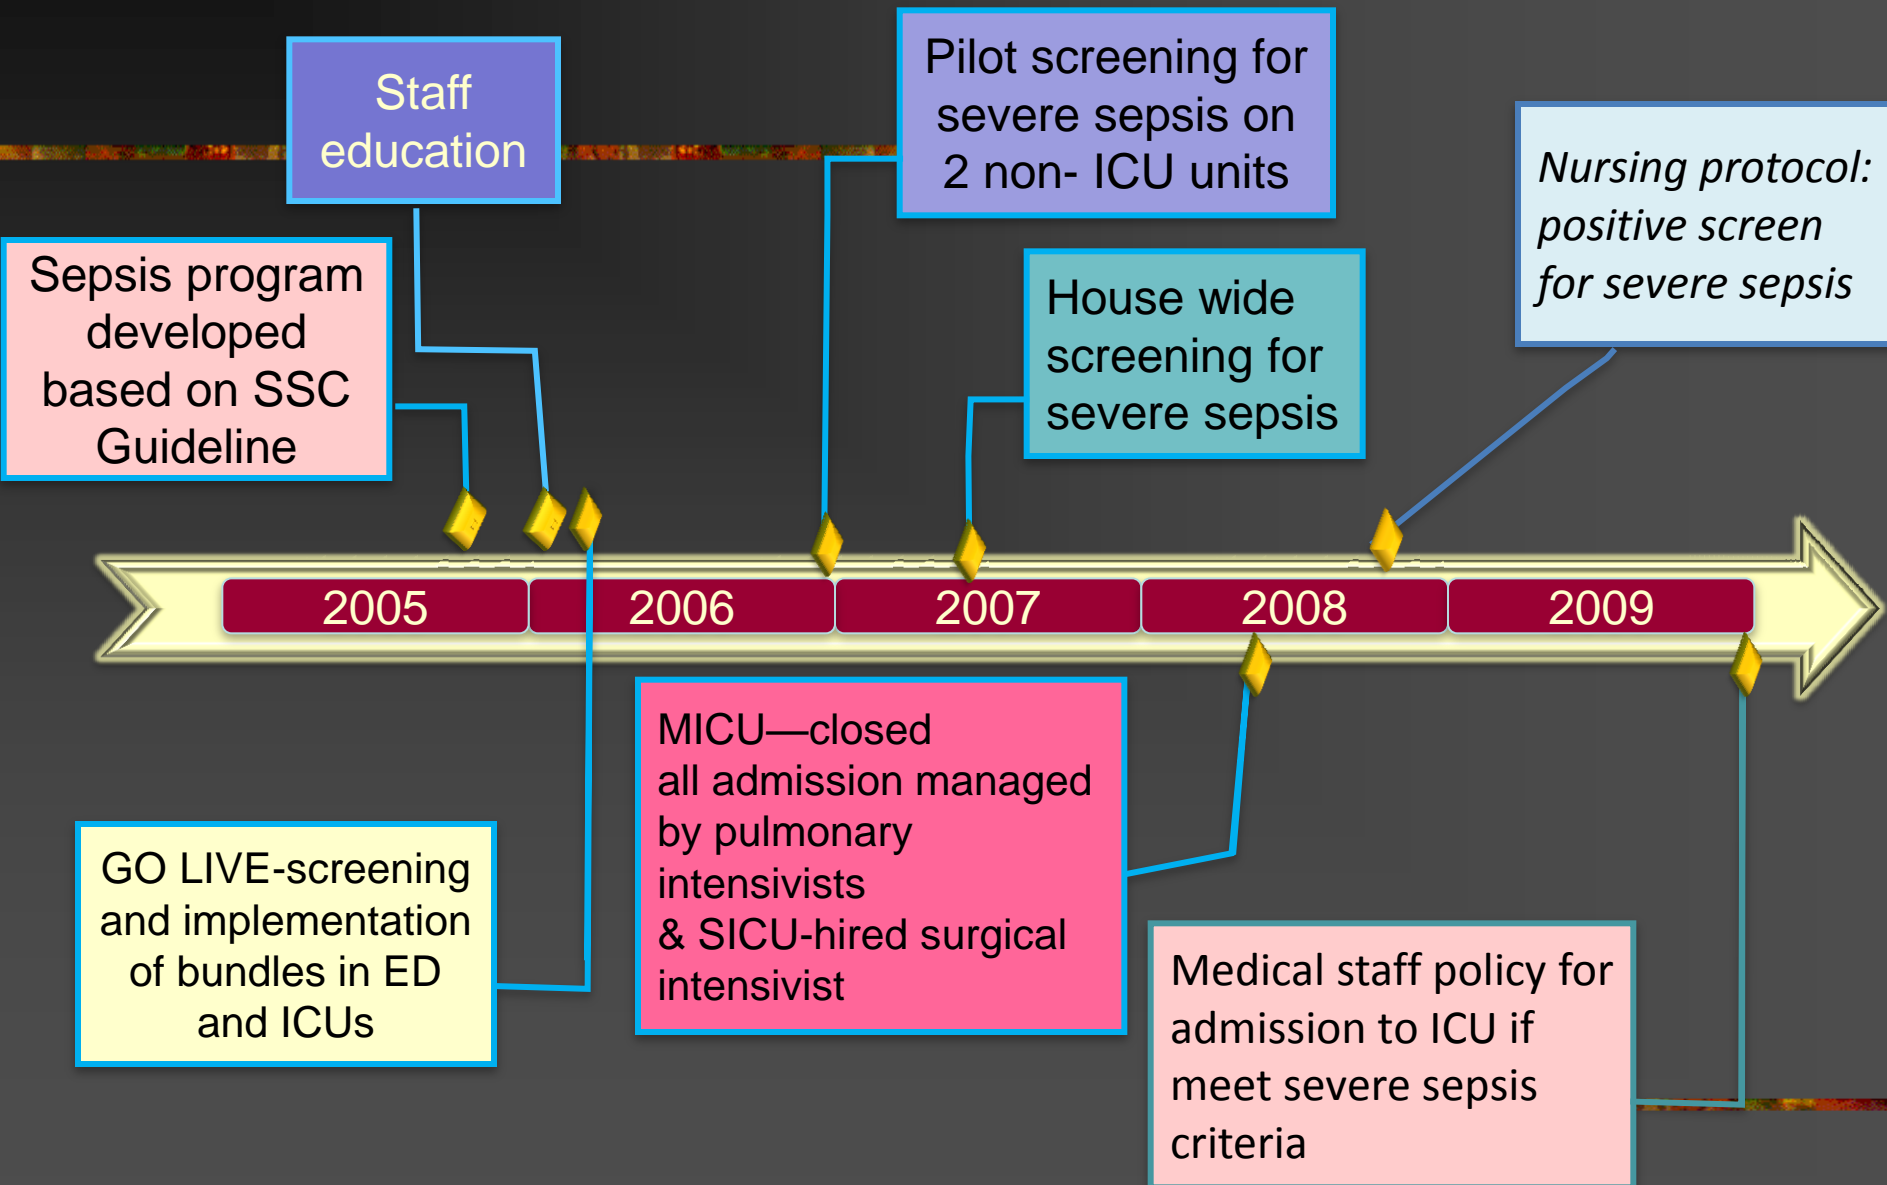 Staff
education
Pilot screening for
severe sepsis on
2 non- ICU units
Nursing protocol:
positive screen
for severe sepsis
Sepsis program
developed
based on SSC
Guideline
House wide
screening for
severe sepsis
2005
2006
2007
2008
2009
MICU—closed
all admission managed
by pulmonary
intensivists
& SICU-hired surgical
intensivist
GO LIVE-screening
and implementation
of bundles in ED
and ICUs
Medical staff policy for
admission to ICU if
meet severe sepsis
criteria